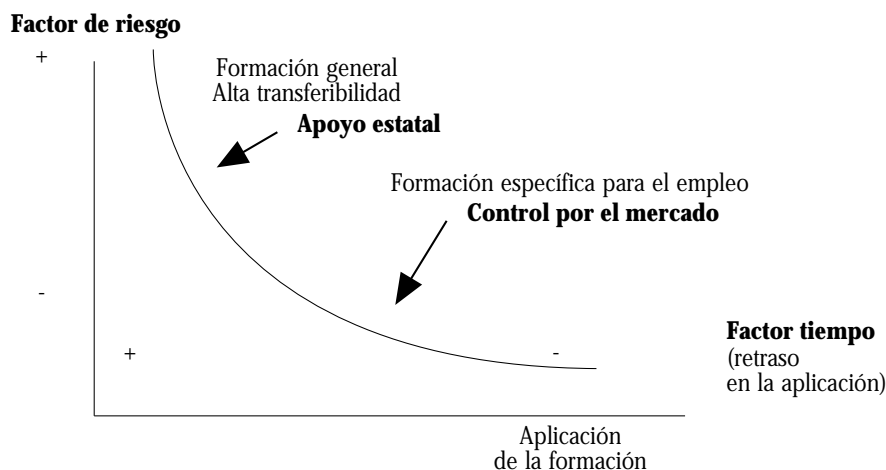 Factor de riesgo
+
Formación general
Alta transferibilidad
Apoyo estatal
Formación específica para el empleo
Control por el mercado
-
+
-
Factor tiempo
(retraso
en la aplicación)
Aplicación
de la formación